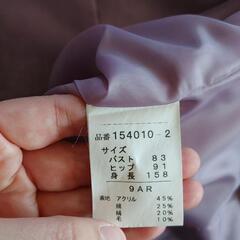 品番 154010-2
サイズ
バスト 83
ヒップ 91
身長 158
9AR
表地 アクリル 45%
綿 25%
絹 20%
毛 10%